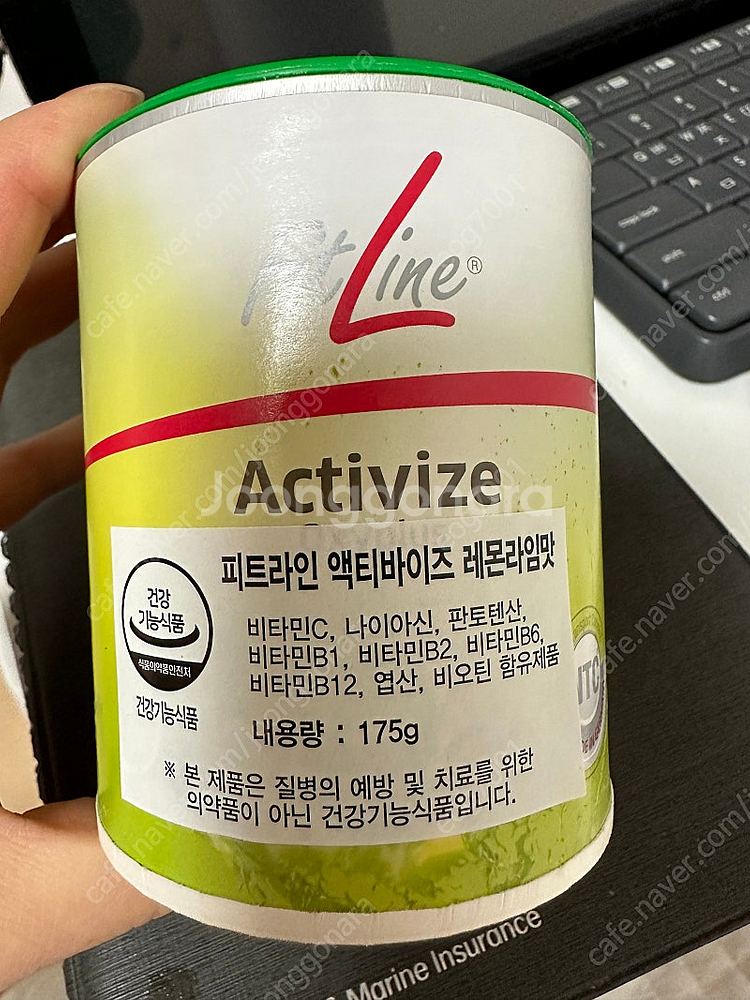 FitLine®
Activize
피트라인 액티바이즈 레몬라임맛
건강
기능식품
식품의약품안전처
건강기능식품
비타민C, 나이아신, 판토텐산,
비타민B1, 비타민B2, 비타민B6,
비타민B12, 엽산, 비오틴 함유제품
내용량 : 175g
※ 본 제품은 질병의 예방 및 치료를 위한
의약품이 아닌 건강기능식품입니다.
NTC
Marine Insurance
Joonggonara
cafe.naver.com/joonggonara